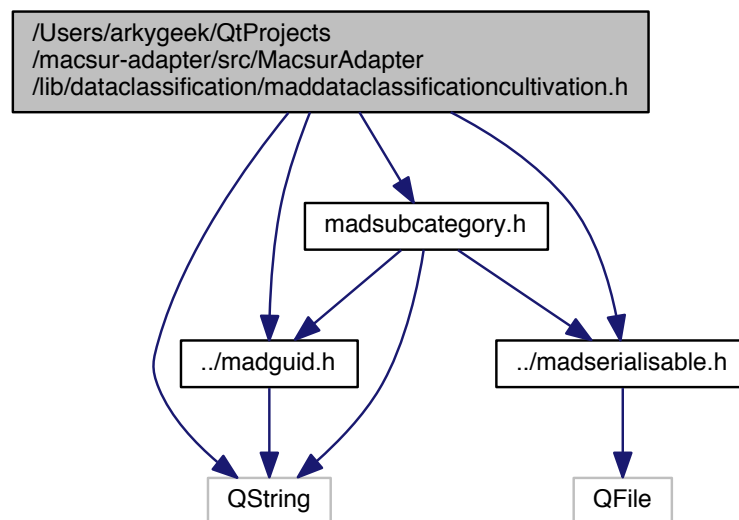 /Users/arkygeek/QtProjects
/macsur-adapter/src/MacsurAdapter
/lib/dataclassification/maddataclassificationcultivation.h
madsubcategory.h
../madguid.h
../madserialisable.h
QString
QFile